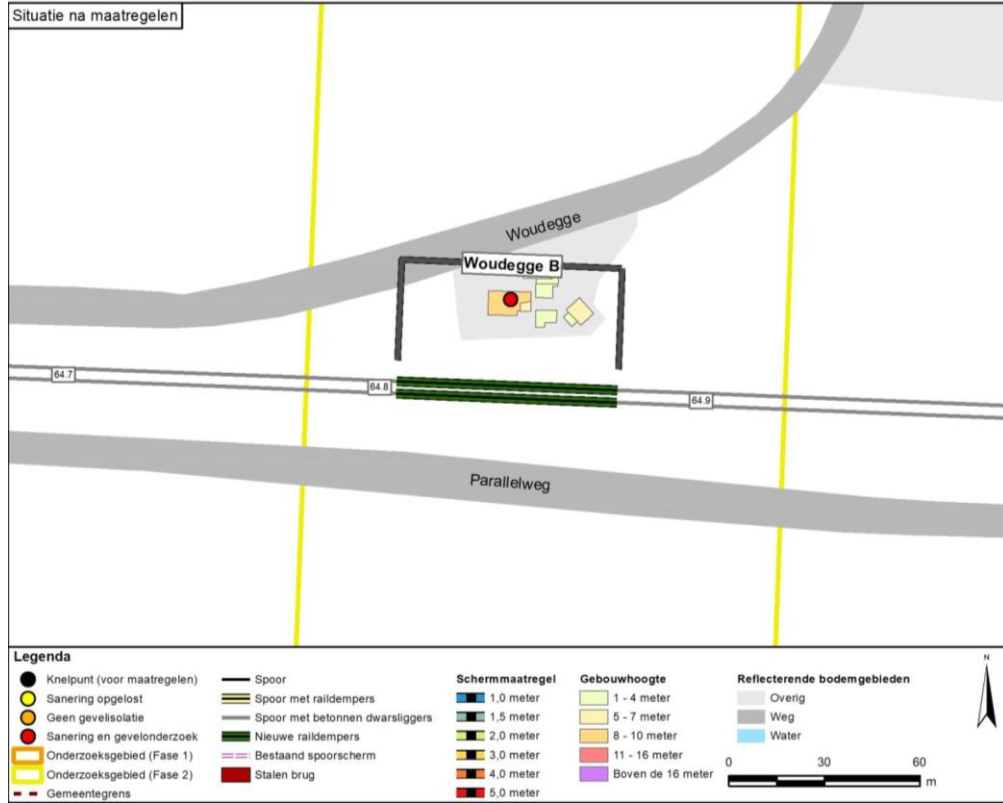 Situatie na maatregelen
Woudegge
Woudegge B
64.7
64.8
64.9
Parallelweg
Legenda
Knelpunt (voor maatregelen)
Sanering opgelost
Geen gevelisolatie
Sanering en gevelonderzoek
Onderzoeksgebied (Fase 1)
Onderzoeksgebied (Fase 2)
Gemeentegrens
Spoor
Spoor met raildempers
Spoor met betonnen dwarsliggers
Nieuwe raildempers
Bestaand spoorscherm
Stalen brug
Schermmaatregel
1,0 meter
1,5 meter
2,0 meter
3,0 meter
4,0 meter
5,0 meter
Gebouwhoogte
1 - 4 meter
5 - 7 meter
8 - 10 meter
11 - 16 meter
Boven de 16 meter
Reflecterende bodemgebieden
Overig
Weg
Water
N
0 30 60
m